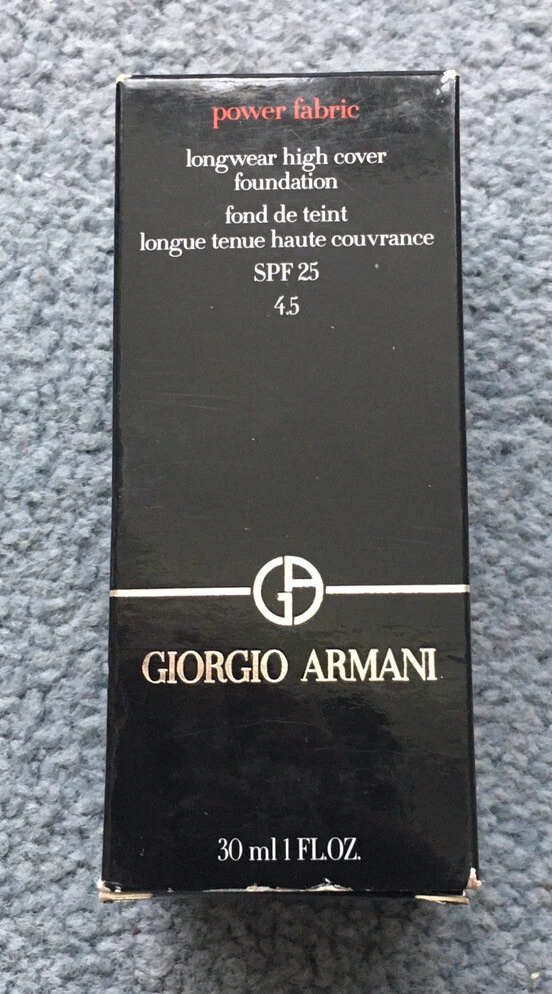 power fabric
longwear high cover
foundation
fond de teint
longue tenue haute couvrance
SPF 25
4.5
GA
GIORGIO ARMANI
30 ml 1 FL.OZ.